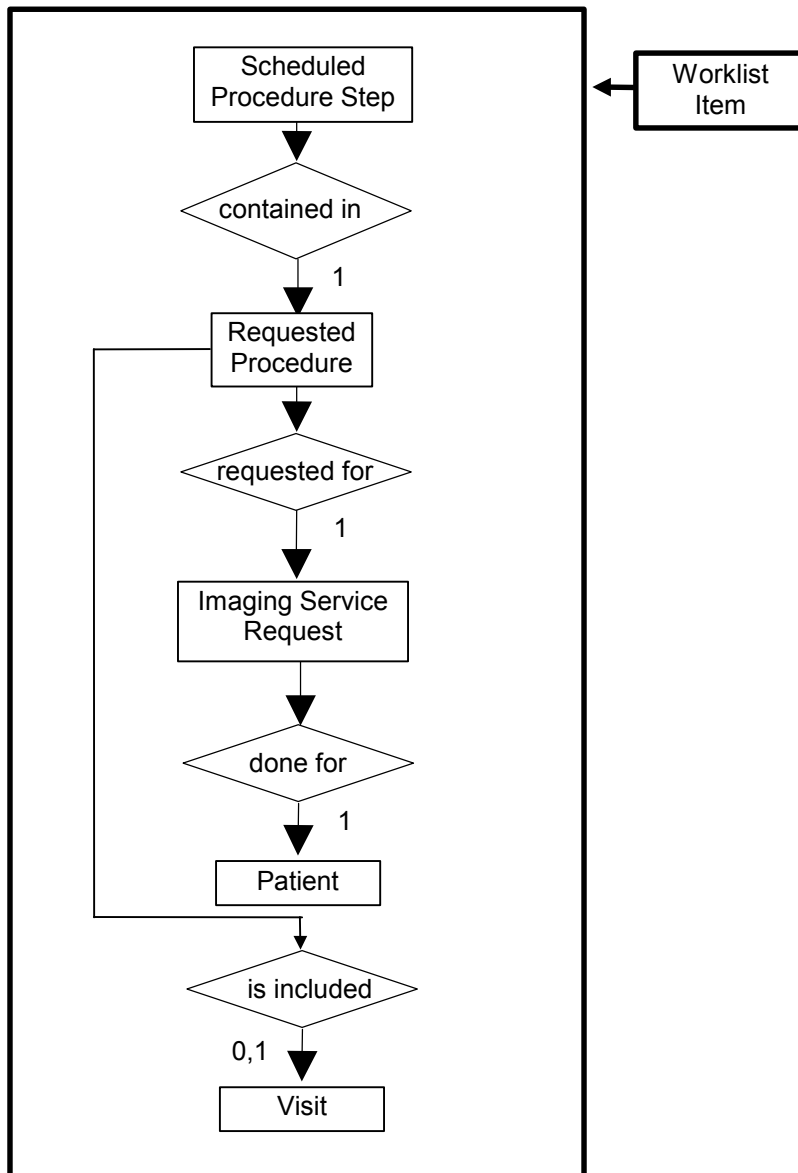 Scheduled
Procedure Step
Worklist
Item
contained in
1
Requested
Procedure
requested for
1
Imaging Service
Request
done for
1
Patient
is included
0,1
Visit